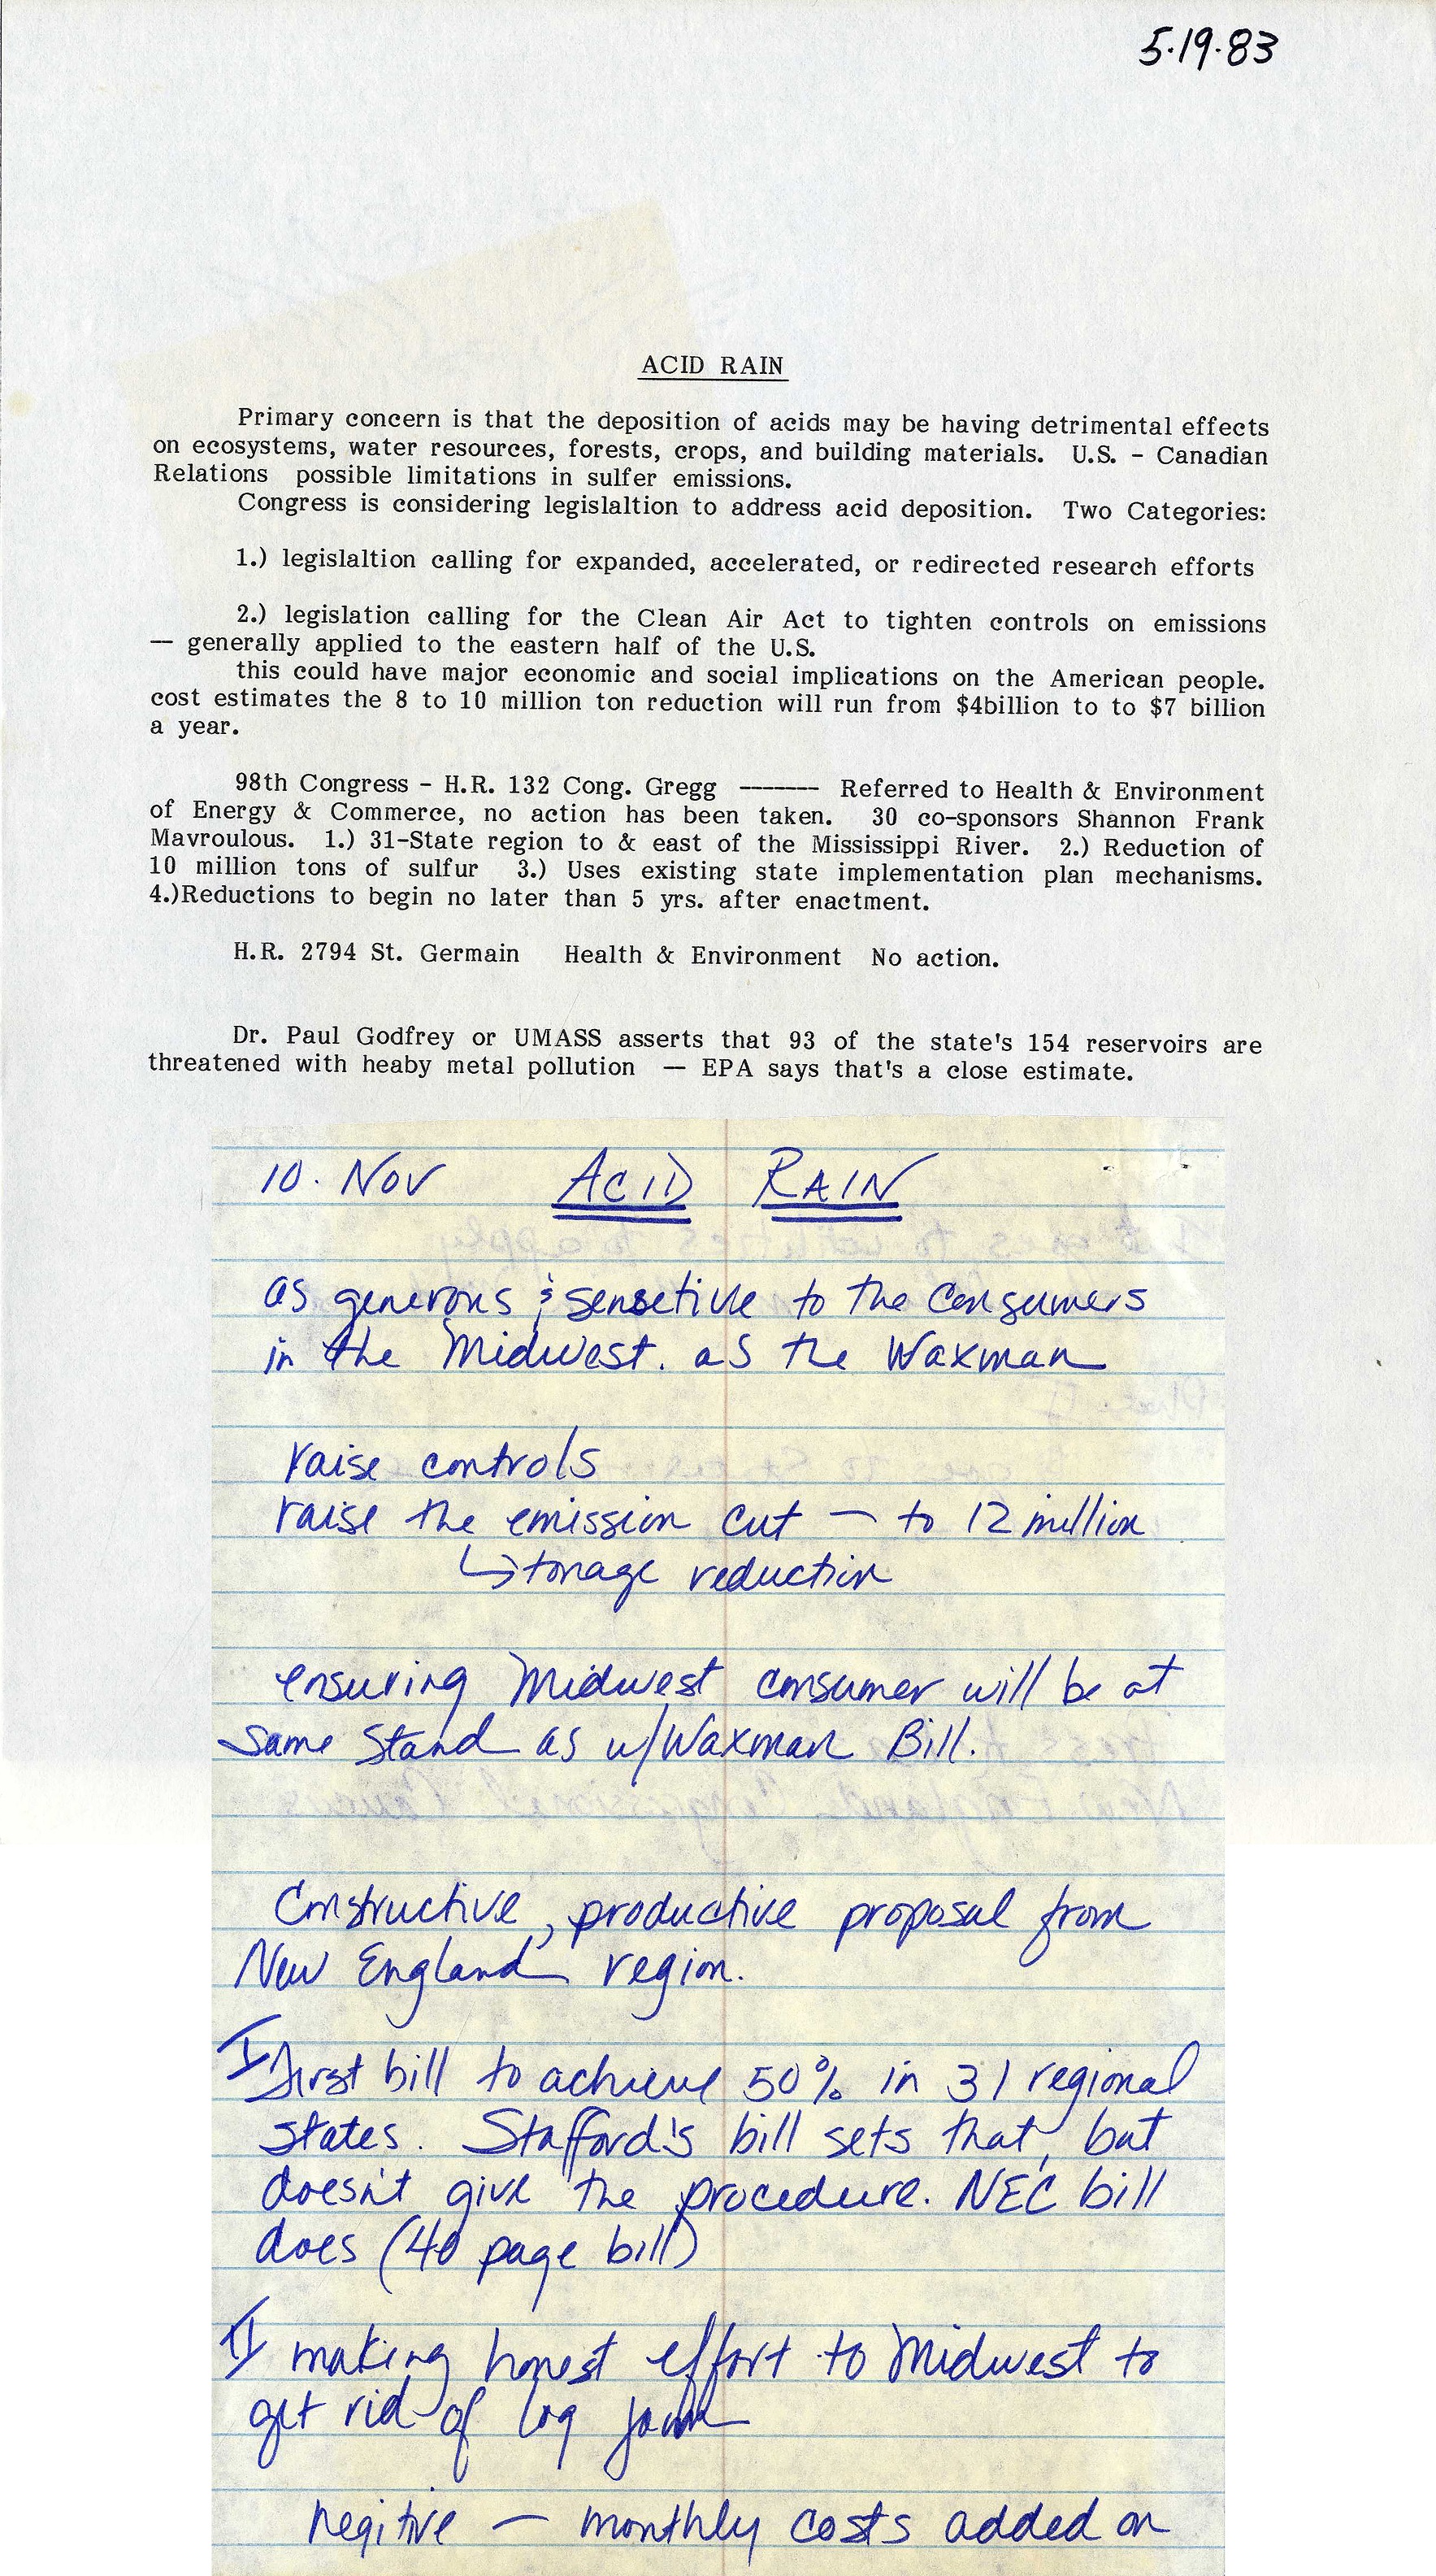 5.19.83
ACID RAIN
Primary concern is that the deposition of acids may be having detrimental effects
on ecosystems, water resources, forests, crops, and building materials. U.S. - Canadian
Relations possible limitations in sulfer emissions.
Congress is considering legislaltion to address acid deposition. Two Categories:
1.) legislaltion calling for expanded, accelerated, or redirected research efforts
2.) legislation calling for the Clean Air Act to tighten controls on emissions
— generally applied to the eastern half of the U.S.
this could have major economic and social implications on the American people.
cost estimates the 8 to 10 million ton reduction will run from $4billion to to $7 billion
a year.
98th Congress - H.R. 132 Cong. Gregg ------- Referred to Health & Environment
of Energy & Commerce, no action has been taken. 30 co-sponsors Shannon Frank
Mavroulous. 1.) 31-State region to & east of the Mississippi River. 2.) Reduction of
10 million tons of sulfur 3.) Uses existing state implementation plan mechanisms.
4.)Reductions to begin no later than 5 yrs. after enactment.
H.R. 2794 St. Germain Health & Environment No action.
Dr. Paul Godfrey or UMASS asserts that 93 of the state's 154 reservoirs are
threatened with heaby metal pollution — EPA says that's a close estimate.
10. Nov ACID RAIN
as generous & sensetive to the consumers
in the Midwest. as the Waxman
raise controls
raise the emission cut — to 12 million
↳ tonage reduction
ensuring Midwest consumer will be at
same stand as w/Waxman Bill.
Constructive, productive proposal from
New England region.
I first bill to achieve 50% in 31 regional
states. Stafford's bill sets that, but
doesn't give the procedure. NEC bill
does (40 page bill)
II making honest effort to Midwest to
get rid of log jam
negitive — monthly costs added on